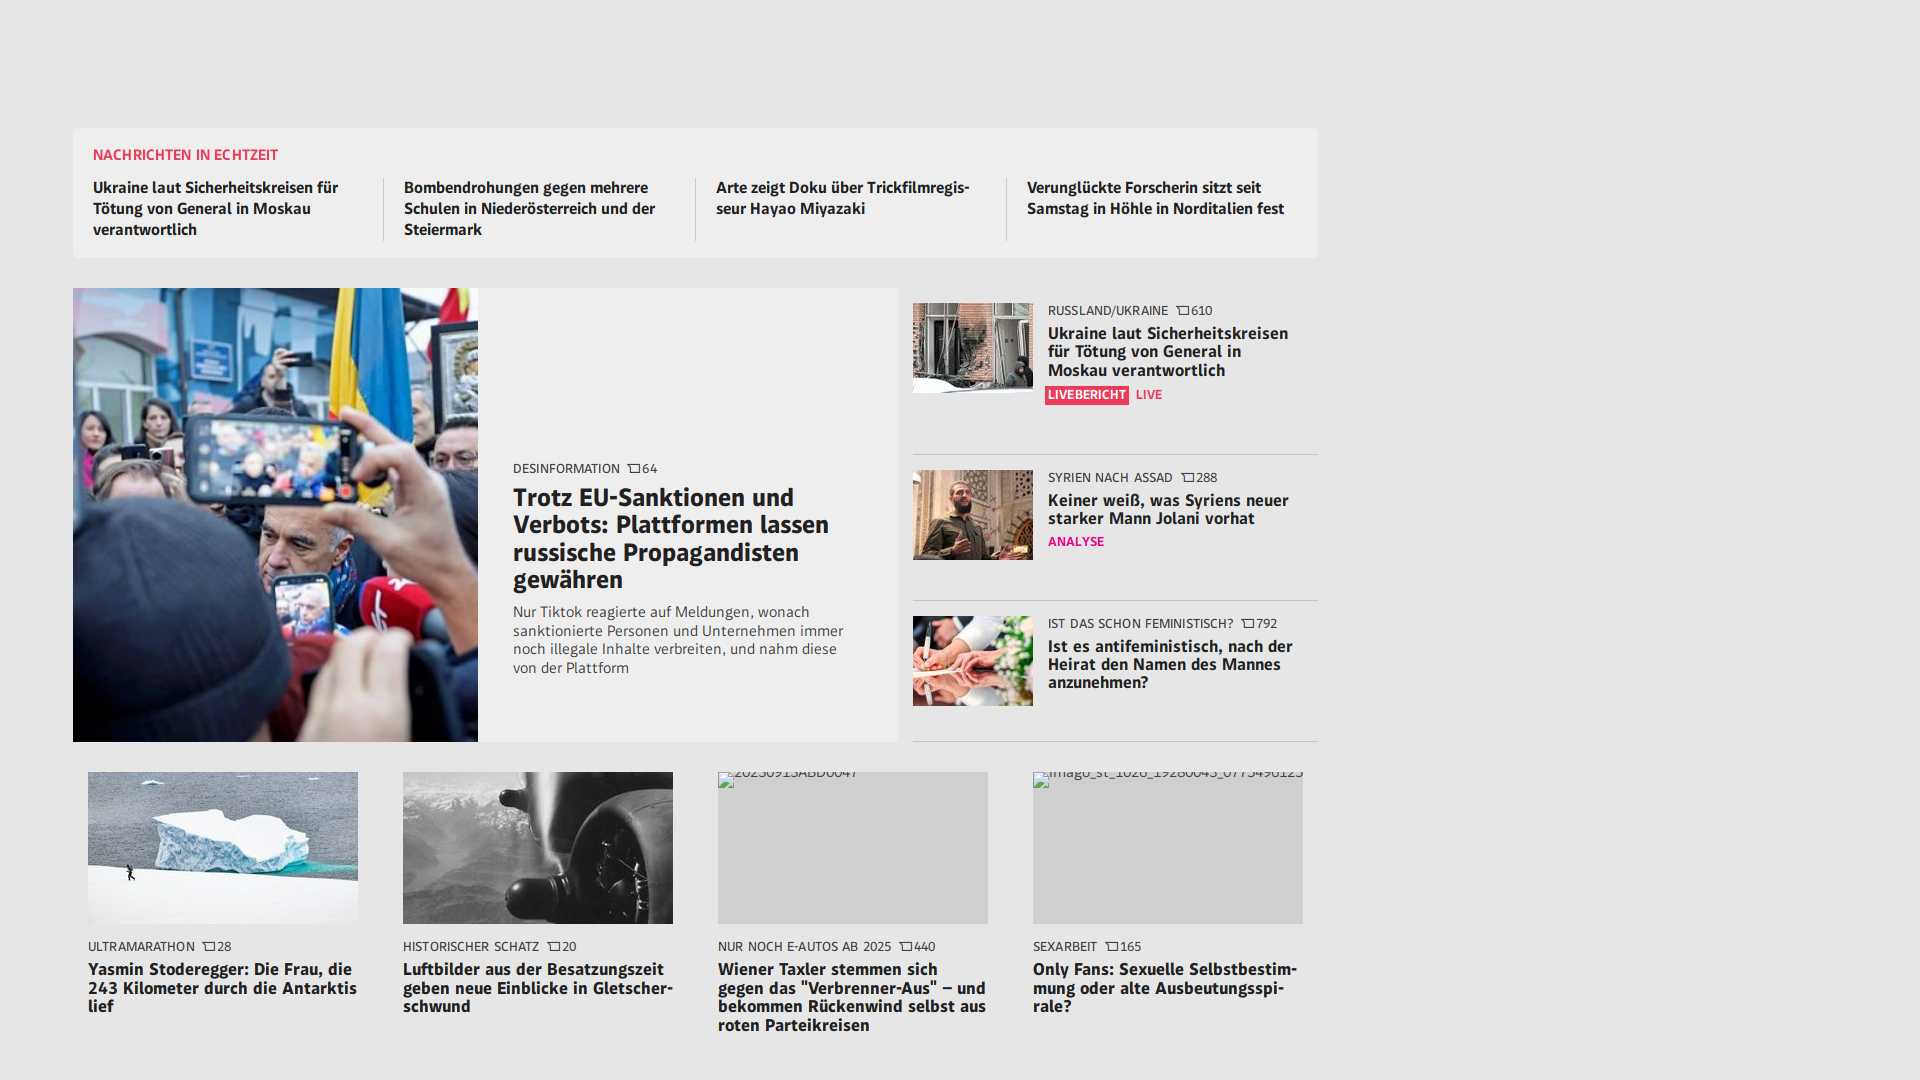 NACHRICHTEN IN ECHTZEIT
Ukraine laut Sicherheitskreisen für
Tötung von General in Moskau
verantwortlich
Bombendrohungen gegen mehrere
Schulen in Niederösterreich und der
Steiermark
Arte zeigt Doku über Trickfilmregis-
seur Hayao Miyazaki
Verunglückte Forscherin sitzt seit
Samstag in Höhle in Norditalien fest
DESINFORMATION 64
Trotz EU-Sanktionen und
Verbots: Plattformen lassen
russische Propagandisten
gewähren
Nur Tiktok reagierte auf Meldungen, wonach
sanktionierte Personen und Unternehmen immer
noch illegale Inhalte verbreiten, und nahm diese
von der Plattform
RUSSLAND/UKRAINE 610
Ukraine laut Sicherheitskreisen
für Tötung von General in
Moskau verantwortlich
LIVEBERICHT LIVE
SYRIEN NACH ASSAD 288
Keiner weiß, was Syriens neuer
starker Mann Jolani vorhat
ANALYSE
IST DAS SCHON FEMINISTISCH? 792
Ist es antifeministisch, nach der
Heirat den Namen des Mannes
anzunehmen?
ULTRAMARATHON 28
Yasmin Stoderegger: Die Frau, die
243 Kilometer durch die Antarktis
lief
HISTORISCHER SCHATZ 20
Luftbilder aus der Besatzungszeit
geben neue Einblicke in Gletscher-
schwund
NUR NOCH E-AUTOS AB 2025 440
Wiener Taxler stemmen sich
gegen das "Verbrenner-Aus" – und
bekommen Rückenwind selbst aus
roten Parteikreisen
SEXARBEIT 165
Only Fans: Sexuelle Selbstbestim-
mung oder alte Ausbeutungsspi-
rale?